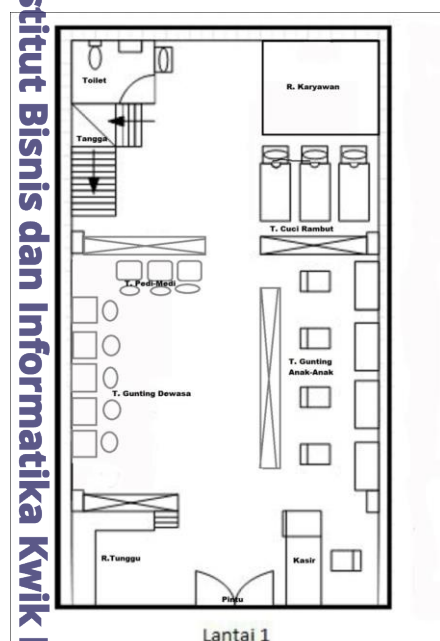 stitut Bisnis dan Informatika Kwik
Toilet
R. Karyawan
Tangga
T. Cuci Rambut
T. Pedi-Medi
T. Gunting
Anak-Anak
T. Gunting Dewasa
R.Tunggu
Kasir
Pintu
Lantai 1